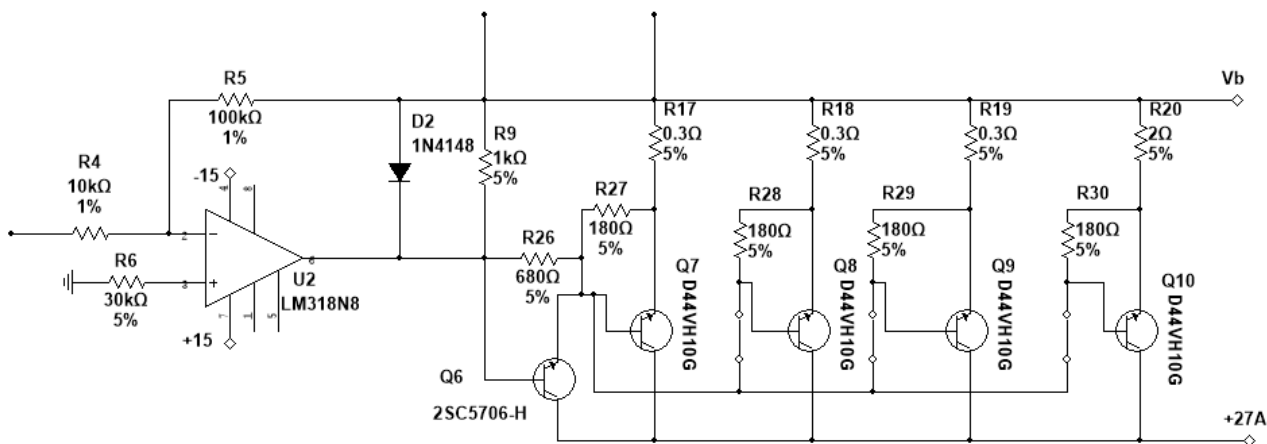 R5
100kΩ
1%
R4
10kΩ
1%
-15
4
8
2
3
6
7
1
5
R6
30kΩ
5%
+15
U2
LM318N8
D2
1N4148
R9
1kΩ
5%
R26
680Ω
5%
R27
180Ω
5%
R17
0.3Ω
5%
R18
0.3Ω
5%
R19
0.3Ω
5%
R20
2Ω
5%
Vb
R28
180Ω
5%
R29
180Ω
5%
R30
180Ω
5%
Q6
2SC5706-H
Q7
D44VH10G
Q8
D44VH10G
Q9
D44VH10G
Q10
D44VH10G
+27A